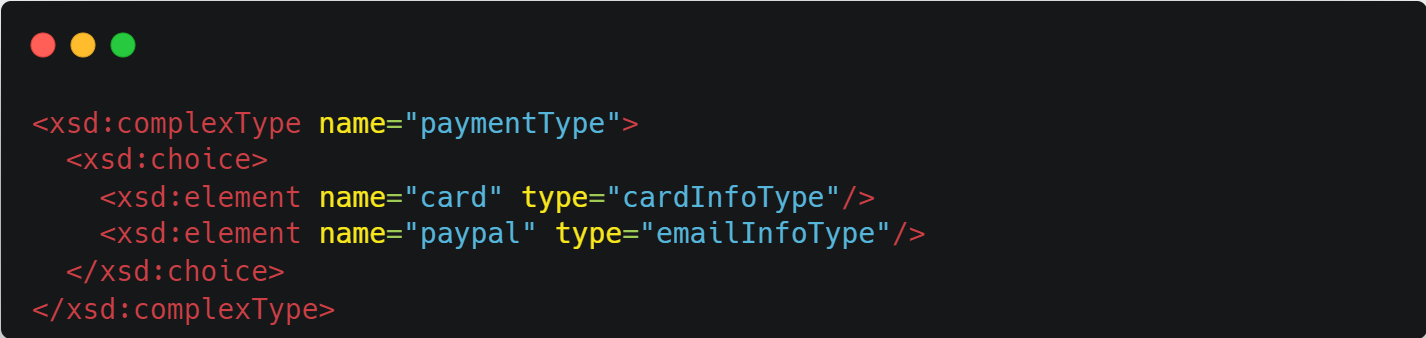 <xsd:complexType name="paymentType">
  <xsd:choice>
    <xsd:element name="card" type="cardInfoType"/>
    <xsd:element name="paypal" type="emailInfoType"/>
  </xsd:choice>
</xsd:complexType>